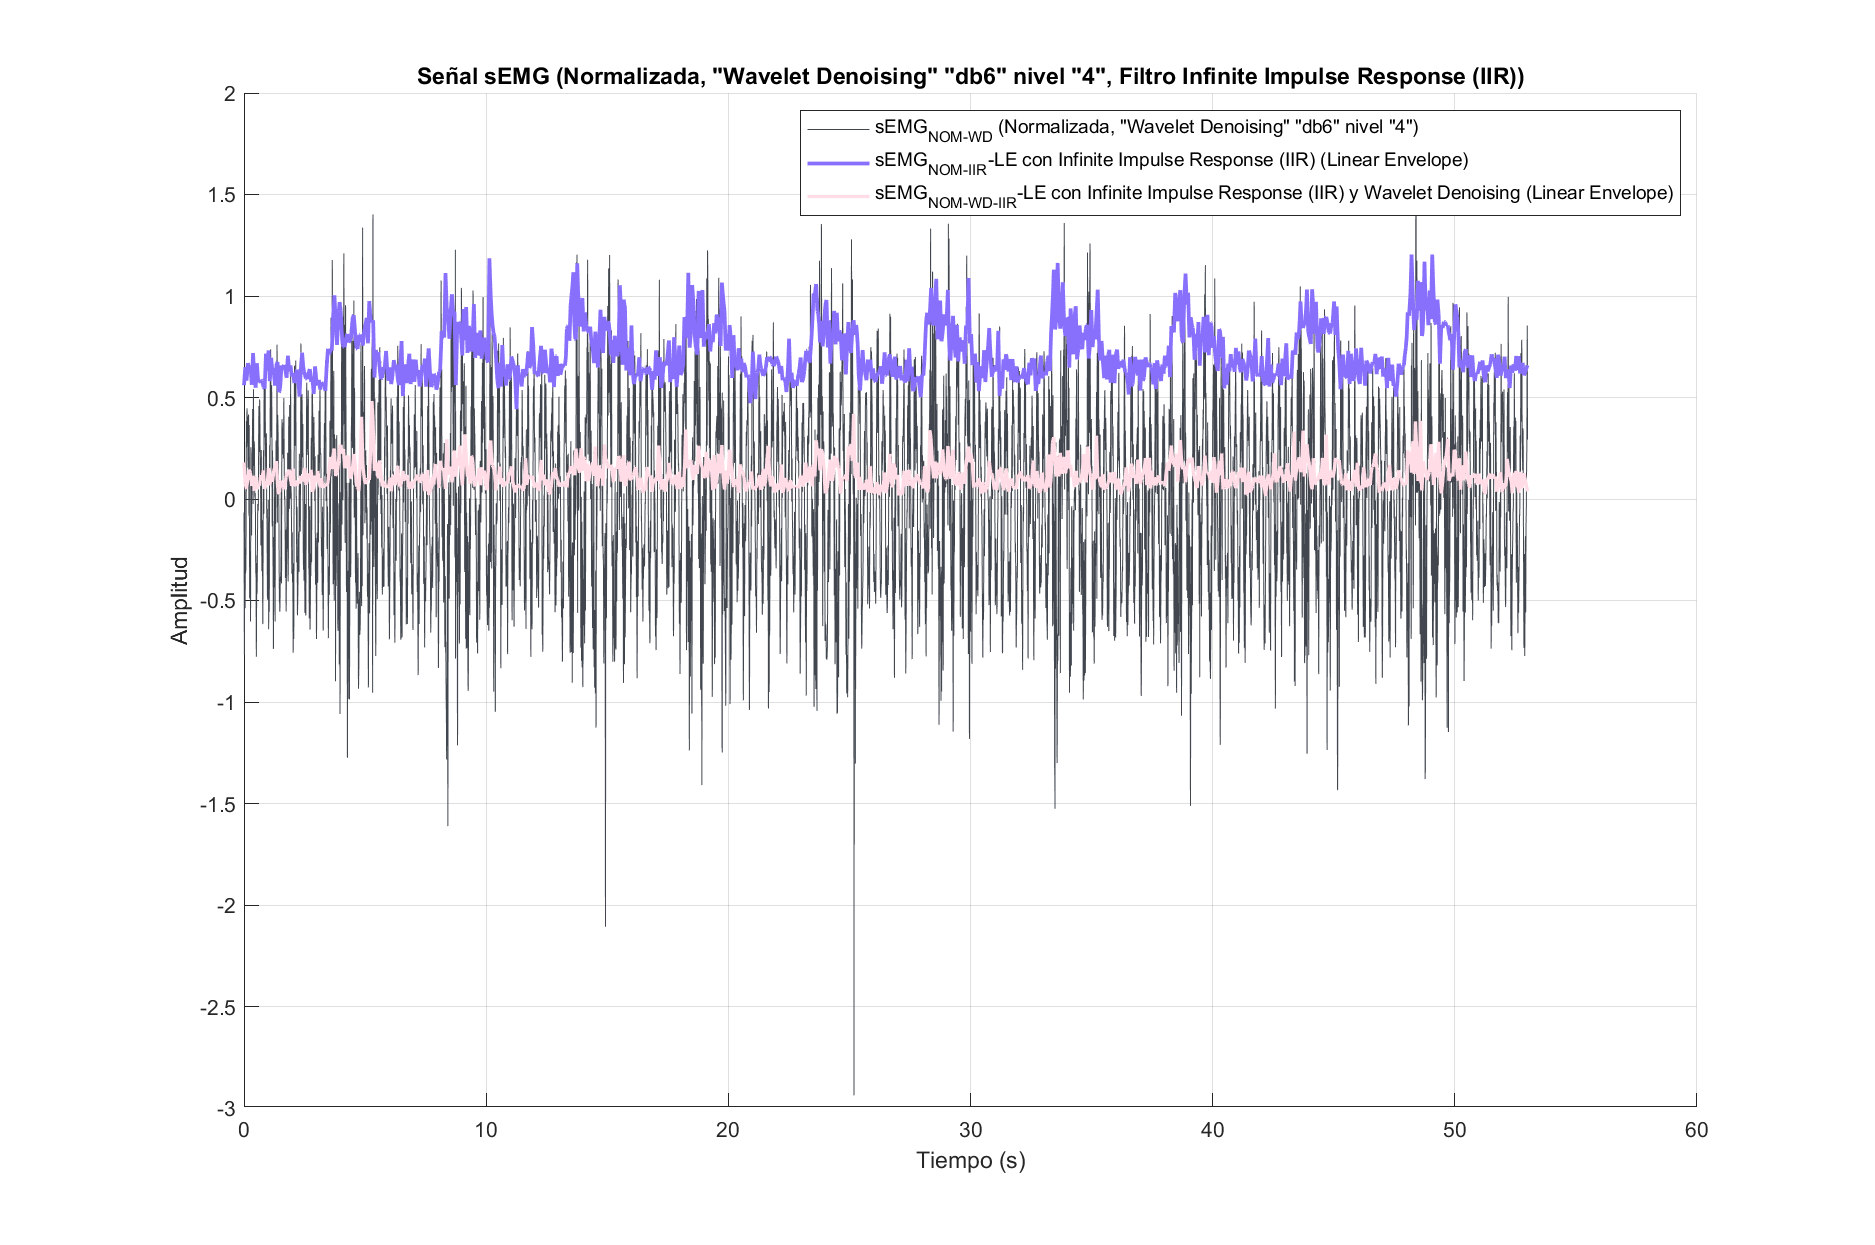 Señal sEMG (Normalizada, "Wavelet Denoising" "db6" nivel "4", Filtro Infinite Impulse Response (IIR))
sEMG_NOM-WD (Normalizada, "Wavelet Denoising" "db6" nivel "4")
sEMG_NOM-IIR-LE con Infinite Impulse Response (IIR) (Linear Envelope)
sEMG_NOM-WD-IIR-LE con Infinite Impulse Response (IIR) y Wavelet Denoising (Linear Envelope)
Amplitud
2
1.5
1
0.5
0
-0.5
-1
-1.5
-2
-2.5
-3
0 10 20 30 40 50 60
Tiempo (s)